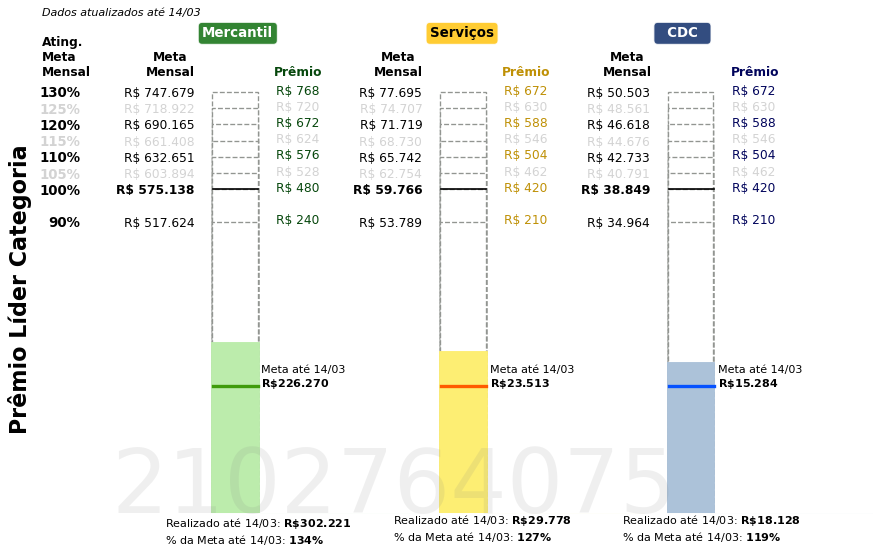 Dados atualizados até 14/03
Mercantil Serviços CDC
Ating.
Meta Meta Meta Meta
Mensal Mensal Prêmio Mensal Prêmio Mensal Prêmio
130% R$ 747.679 R$ 768 R$ 77.695 R$ 672 R$ 50.503 R$ 672
125% R$ 718.922 R$ 720 R$ 74.707 R$ 630 R$ 48.561 R$ 630
120% R$ 690.165 R$ 672 R$ 71.719 R$ 588 R$ 46.618 R$ 588
115% R$ 661.408 R$ 624 R$ 68.730 R$ 546 R$ 44.676 R$ 546
110% R$ 632.651 R$ 576 R$ 65.742 R$ 504 R$ 42.733 R$ 504
105% R$ 603.894 R$ 528 R$ 62.754 R$ 462 R$ 40.791 R$ 462
100% R$ 575.138 R$ 480 R$ 59.766 R$ 420 R$ 38.849 R$ 420
90% R$ 517.624 R$ 240 R$ 53.789 R$ 210 R$ 34.964 R$ 210
Prêmio Líder Categoria
Meta até 14/03 Meta até 14/03 Meta até 14/03
R$226.270 R$23.513 R$15.284
2102764075
Realizado até 14/03: R$302.221 Realizado até 14/03: R$29.778 Realizado até 14/03: R$18.128
% da Meta até 14/03: 134% % da Meta até 14/03: 127% % da Meta até 14/03: 119%